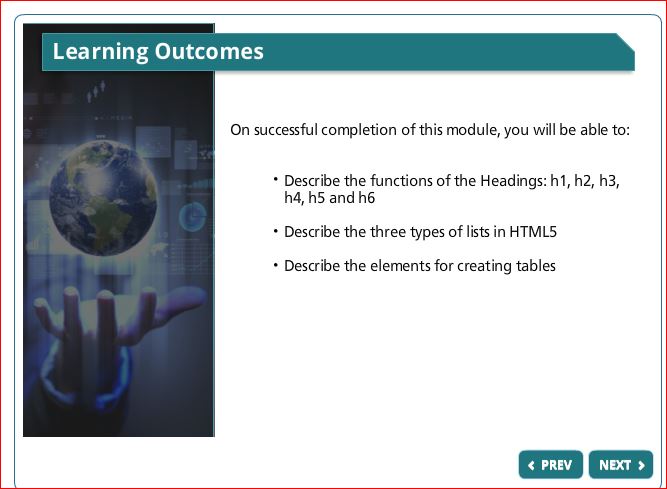 Learning Outcomes
On successful completion of this module, you will be able to:
• Describe the functions of the Headings: h1, h2, h3,
h4, h5 and h6
• Describe the three types of lists in HTML5
• Describe the elements for creating tables
PREV NEXT